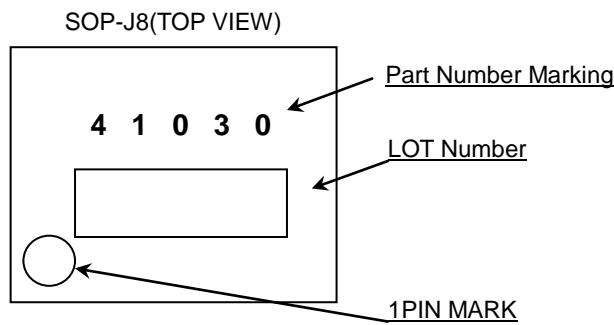 SOP-J8(TOP VIEW)
Part Number Marking
4 1 0 3 0
LOT Number
1PIN MARK